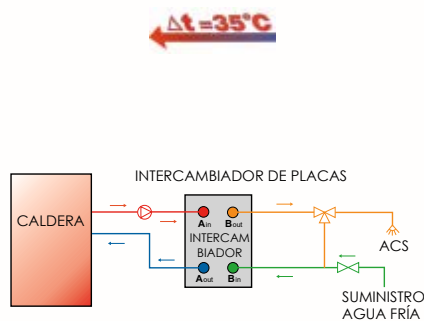 Δt =35°C
INTERCAMBIADOR DE PLACAS
CALDERA
Ain
Bout
INTERCAM
BIADOR
Aout
Bin
ACS
SUMINISTRO
AGUA FRÍA